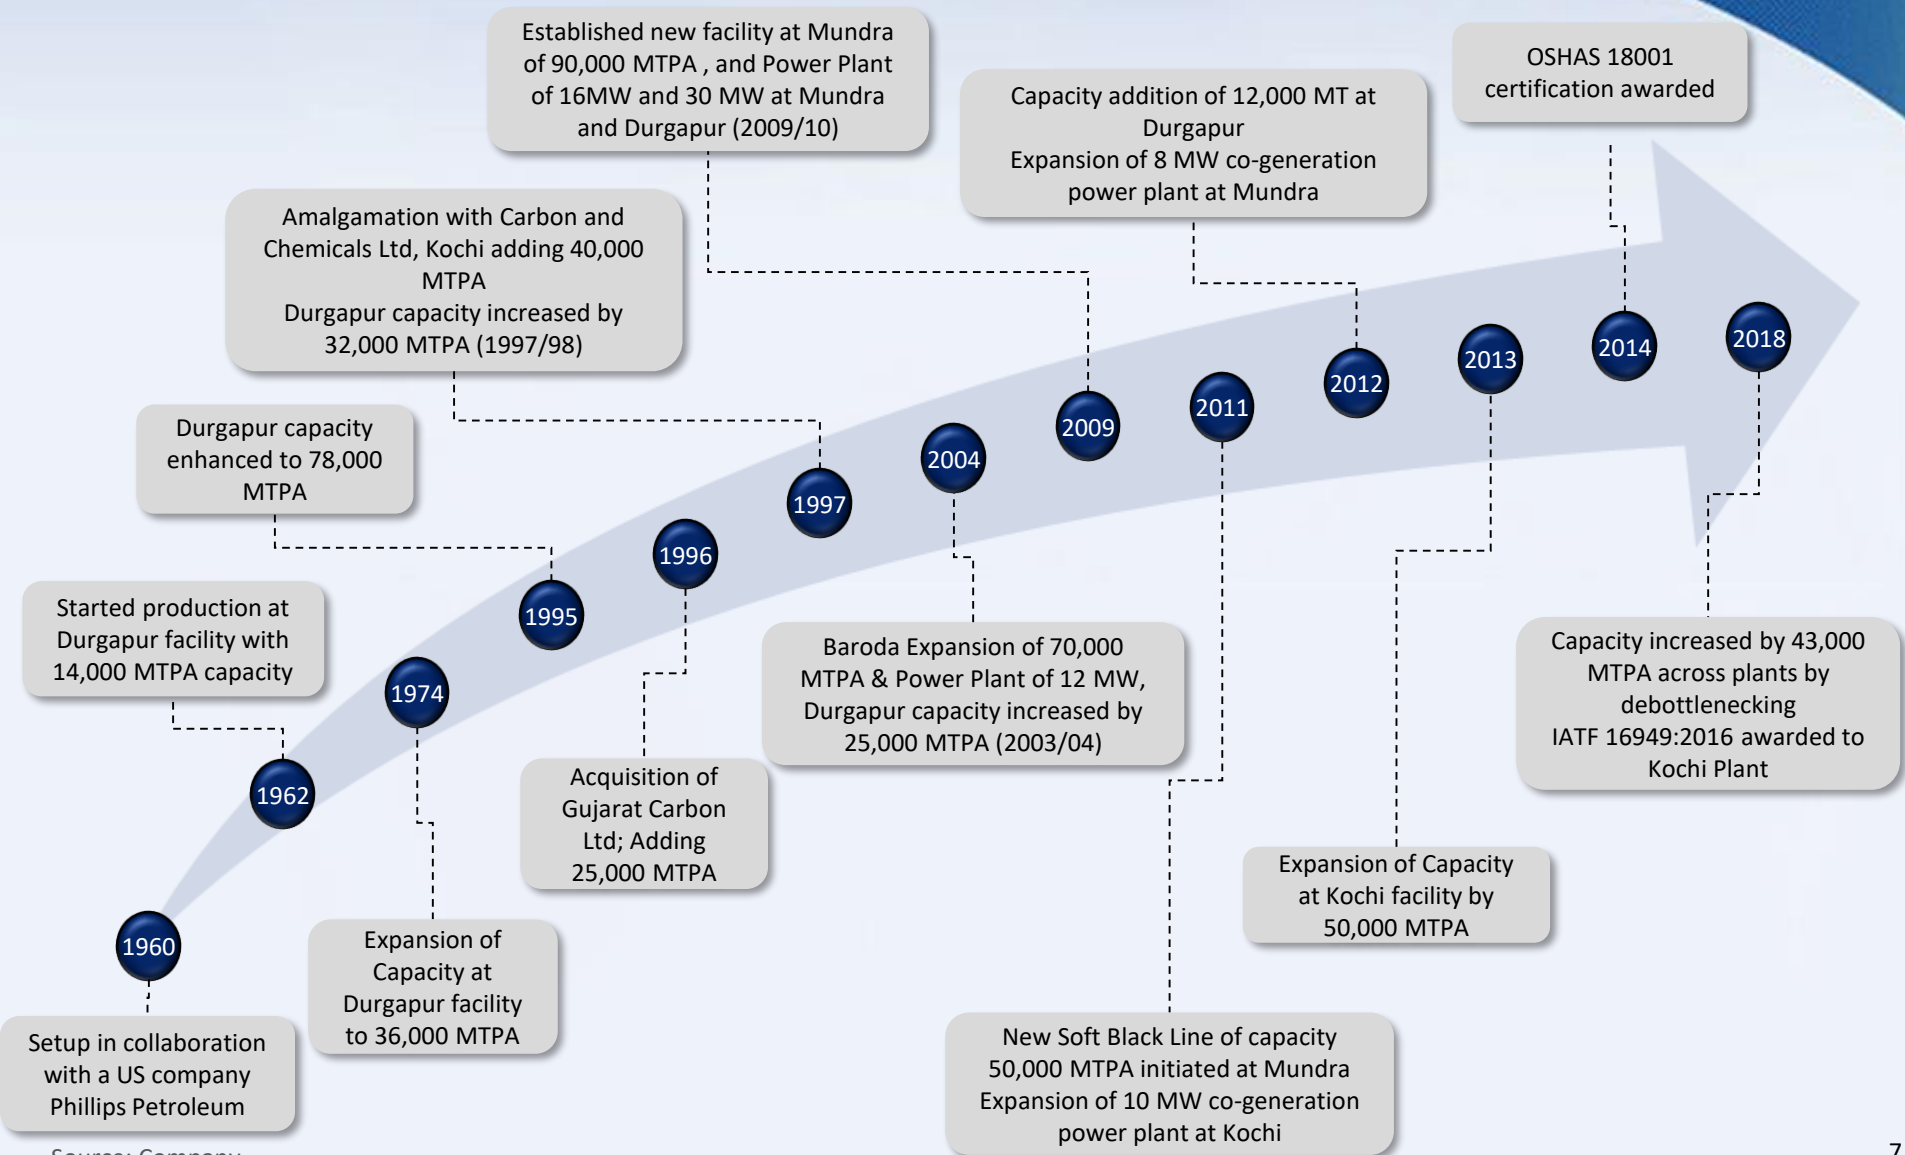 Established new facility at Mundra
of 90,000 MTPA , and Power Plant
of 16MW and 30 MW at Mundra
and Durgapur (2009/10)
OSHAS 18001
certification awarded
Capacity addition of 12,000 MT at
Durgapur
Expansion of 8 MW co-generation
power plant at Mundra
Amalgamation with Carbon and
Chemicals Ltd, Kochi adding 40,000
MTPA
Durgapur capacity increased by
32,000 MTPA (1997/98)
Durgapur capacity
enhanced to 78,000
MTPA
Started production at
Durgapur facility with
14,000 MTPA capacity
1960
1962
1974
1995
1996
1997
2004
2009
2011
2012
2013
2014
2018
Setup in collaboration
with a US company
Phillips Petroleum
Expansion of
Capacity at
Durgapur facility
to 36,000 MTPA
Acquisition of
Gujarat Carbon
Ltd; Adding
25,000 MTPA
Baroda Expansion of 70,000
MTPA & Power Plant of 12 MW,
Durgapur capacity increased by
25,000 MTPA (2003/04)
New Soft Black Line of capacity
50,000 MTPA initiated at Mundra
Expansion of 10 MW co-generation
power plant at Kochi
Expansion of Capacity
at Kochi facility by
50,000 MTPA
Capacity increased by 43,000
MTPA across plants by
debottlenecking
IATF 16949:2016 awarded to
Kochi Plant
Source: Company
7